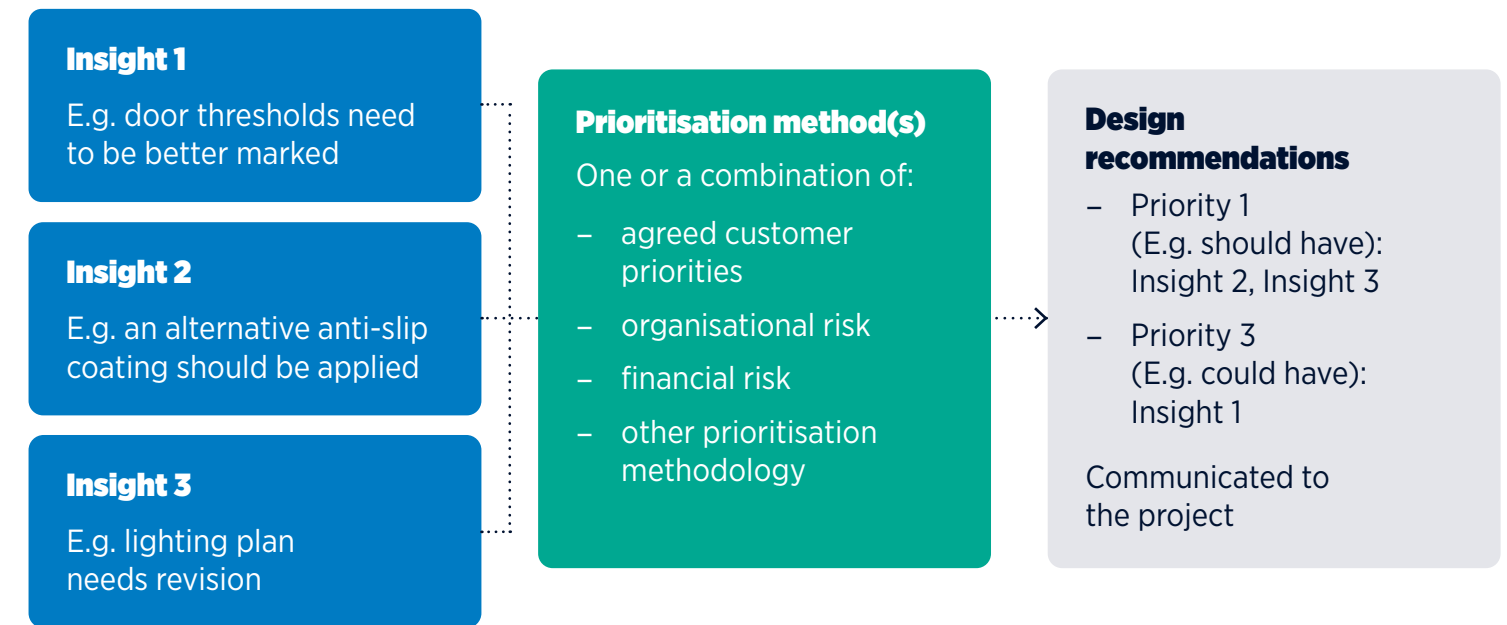 Insight 1
E.g. door thresholds need
to be better marked
Insight 2
E.g. an alternative anti-slip
coating should be applied
Insight 3
E.g. lighting plan
needs revision
Prioritisation method(s)
One or a combination of:
– agreed customer
priorities
– organisational risk
– financial risk
– other prioritisation
methodology
Design
recommendations
– Priority 1
(E.g. should have):
Insight 2, Insight 3
– Priority 3
(E.g. could have):
Insight 1
Communicated to
the project